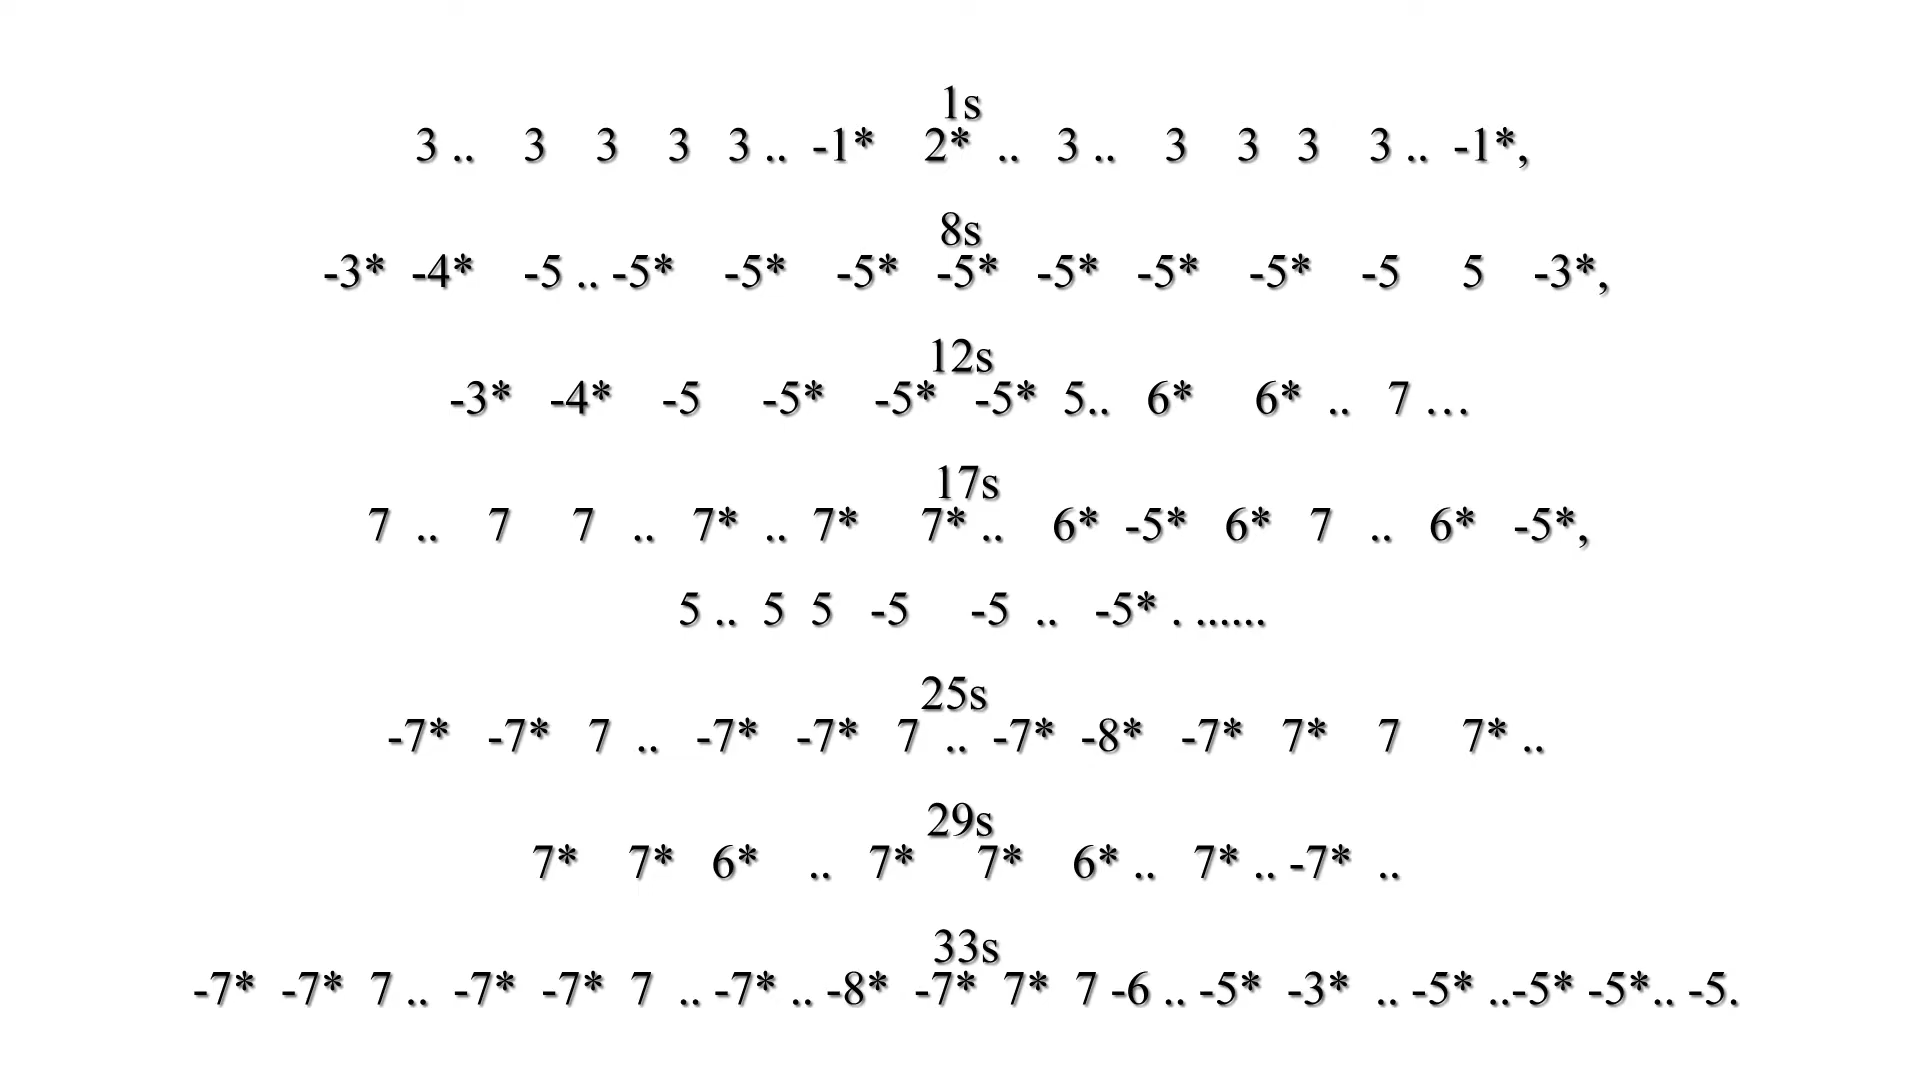 1s
3 .. 3 3 3 3 .. -1* 2* .. 3 .. 3 3 3 3 .. -1*,
8s
-3* -4* -5 .. -5* -5* -5* -5* -5* -5* -5* -5 5 -3*,
12s
-3* -4* -5 -5* -5* -5* 5.. 6* 6* .. 7 …
17s
7 .. 7 7 .. 7* .. 7* 7* .. 6* -5* 6* 7 .. 6* -5*,
5 .. 5 5 -5 -5 .. -5* . ......
25s
-7* -7* 7 .. -7* -7* 7 .. -7* -8* -7* 7* 7 7* ..
29s
7* 7* 6* .. 7* 7* 6* .. 7* .. -7* ..
33s
-7* -7* 7 .. -7* -7* 7 .. -7* .. -8* -7* 7* 7 -6 .. -5* -3* .. -5* ..-5* -5*.. -5.